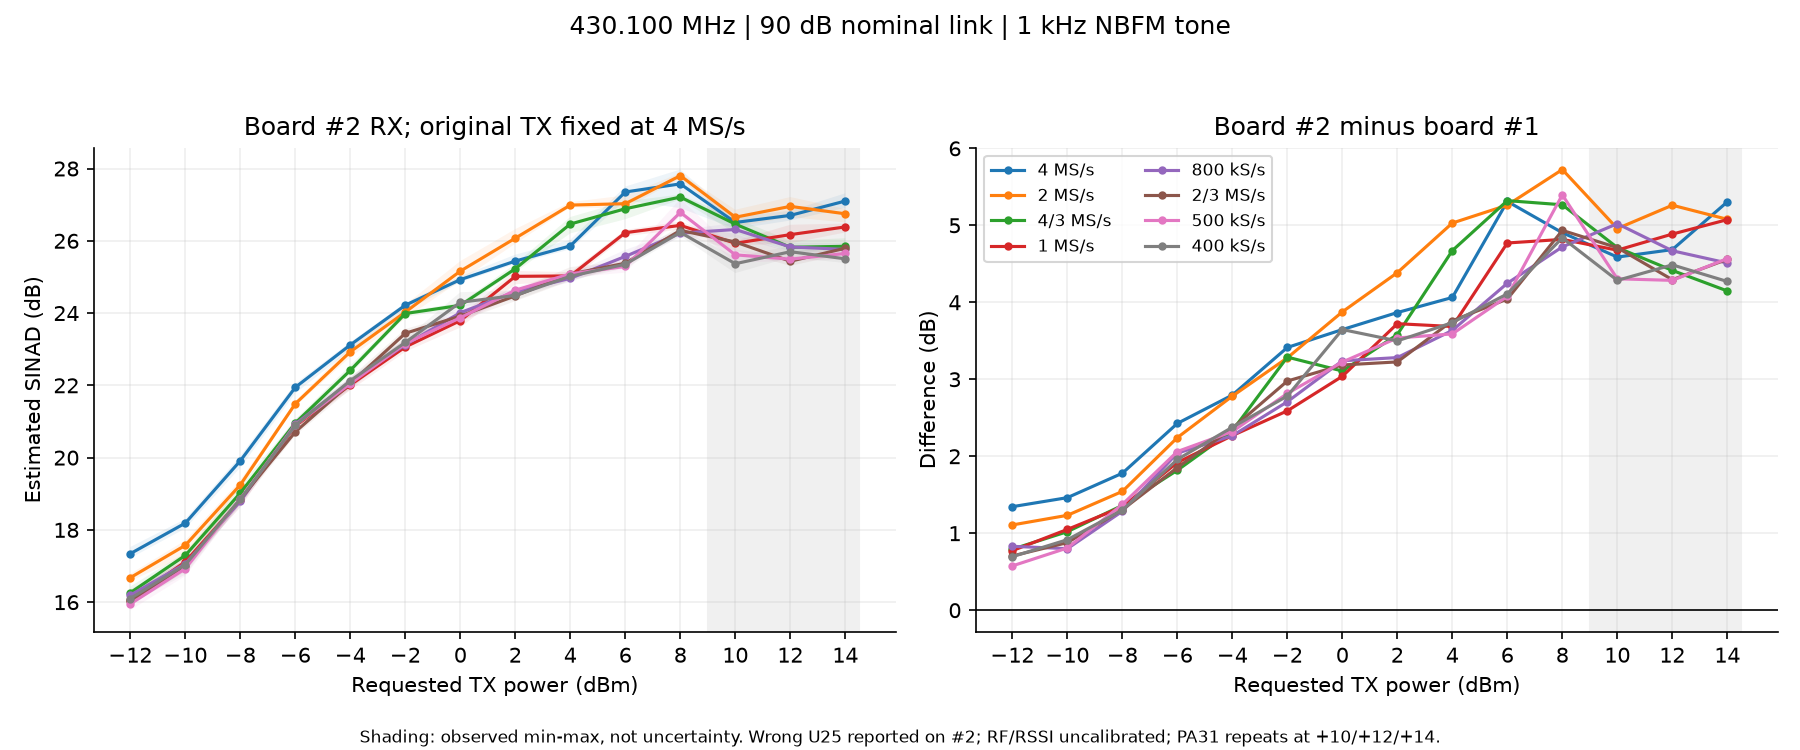 430.100 MHz | 90 dB nominal link | 1 kHz NBFM tone
Board #2 RX; original TX fixed at 4 MS/s
Estimated SINAD (dB)
28
26
24
22
20
18
16
−12 −10 −8 −6 −4 −2 0 2 4 6 8 10 12 14
Requested TX power (dBm)
Board #2 minus board #1
Difference (dB)
6
5
4
3
2
1
0
4 MS/s
2 MS/s
4/3 MS/s
1 MS/s
800 kS/s
2/3 MS/s
500 kS/s
400 kS/s
−12 −10 −8 −6 −4 −2 0 2 4 6 8 10 12 14
Requested TX power (dBm)
Shading: observed min-max, not uncertainty. Wrong U25 reported on #2; RF/RSSI uncalibrated; PA31 repeats at +10/+12/+14.